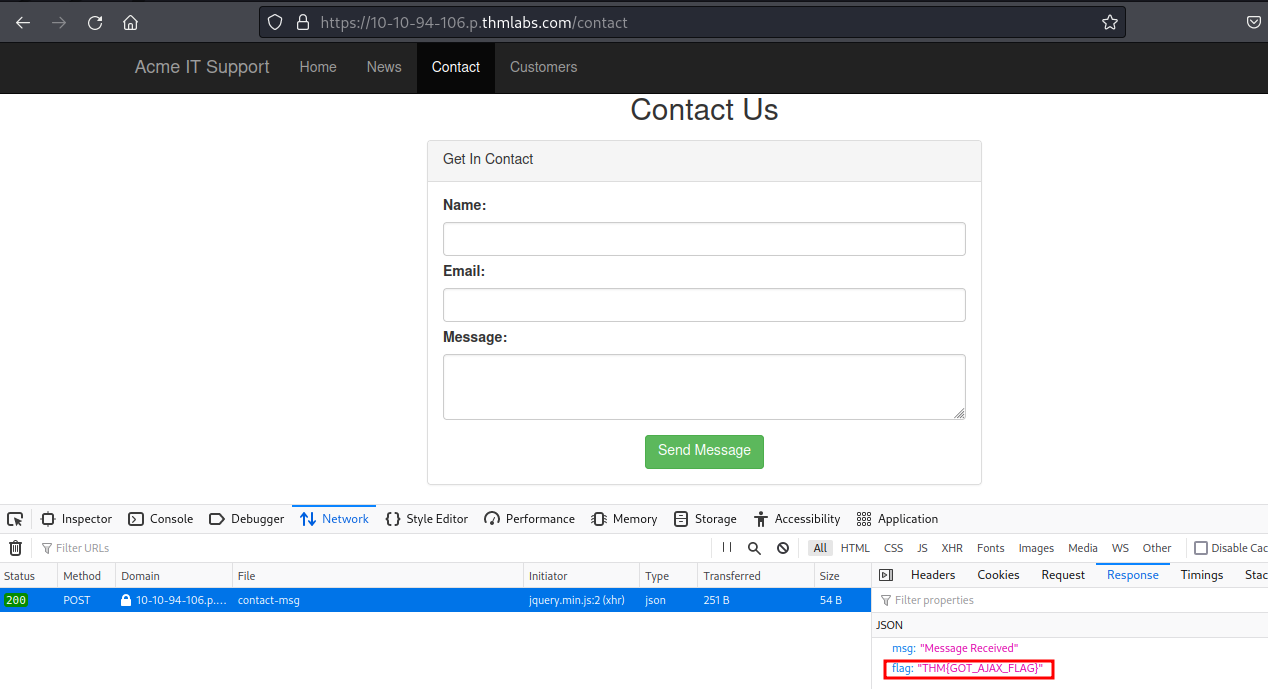 https://10-10-94-106.p.thmlabs.com/contact
Acme IT Support Home News Contact Customers
Contact Us
Get In Contact
Name:
Email:
Message:
Send Message
Inspector Console Debugger Network Style Editor Performance Memory Storage Accessibility Application
Filter URLs All HTML CSS JS XHR Fonts Images Media WS Other Disable Cac
Status Method Domain File Initiator Type Transferred Size Headers Cookies Request Response Timings Stac
200 POST 10-10-94-106.p.... contact-msg jquery.min.js:2 (xhr) json 251 B 54 B Filter properties
JSON
msg: "Message Received"
flag: "THM{GOT_AJAX_FLAG}"